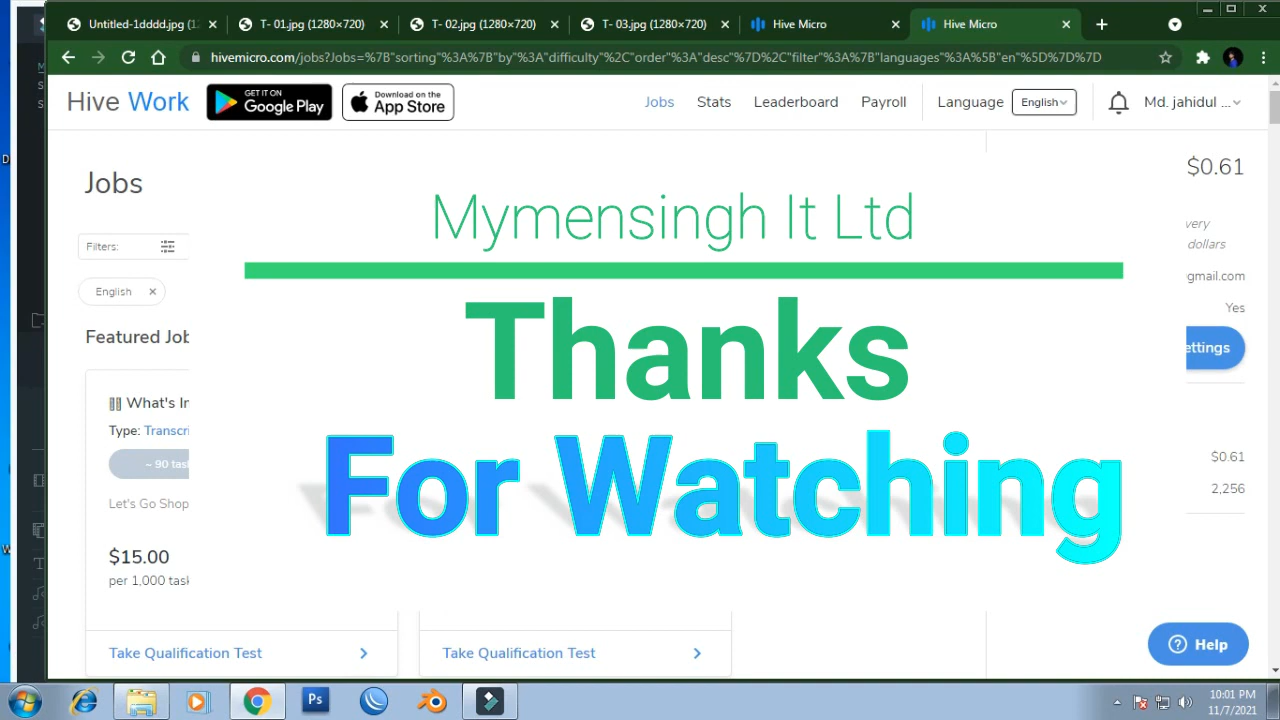 Untitled-1dddd.jpg (12
T- 01.jpg (1280×720)
T- 02.jpg (1280×720)
T- 03.jpg (1280×720)
Hive Micro
Hive Micro
hivemicro.com/jobs?Jobs=%7B"sorting"%3A%7B"by"%3A"difficulty"%2C"order"%3A"desc"%7D%2C"filter"%3A%7B"languages"%3A%5B"en"%5D%7D%7D
Hive Work
GET IT ON
Google Play
Download on the
App Store
Jobs
Stats
Leaderboard
Payroll
Language
English
Md. jahidul ...
Jobs
$0.61
Mymensingh It Ltd
very
dollars
Filters:
gmail.com
English
Yes
Featured Job
Thanks
ettings
What's In
Type: Transcri
~ 90 task
For Watching
$0.61
2,256
Let's Go Shop
$15.00
per 1,000 task
Take Qualification Test
Take Qualification Test
Help
Ps
10:01 PM
11/7/2021